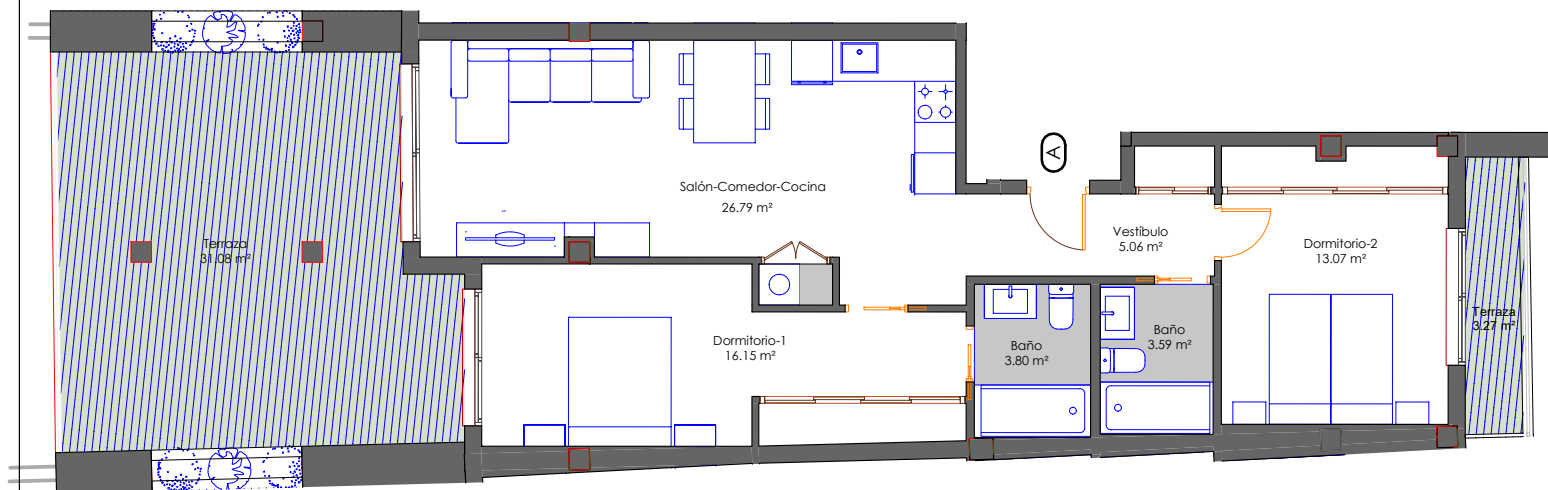 A
Salón-Comedor-Cocina
26.79 m²
Terraza
31.08 m²
Vestíbulo
5.06 m²
Dormitorio-2
13.07 m²
Terraza
3.27 m²
Dormitorio-1
16.15 m²
Baño
3.80 m²
Baño
3.59 m²